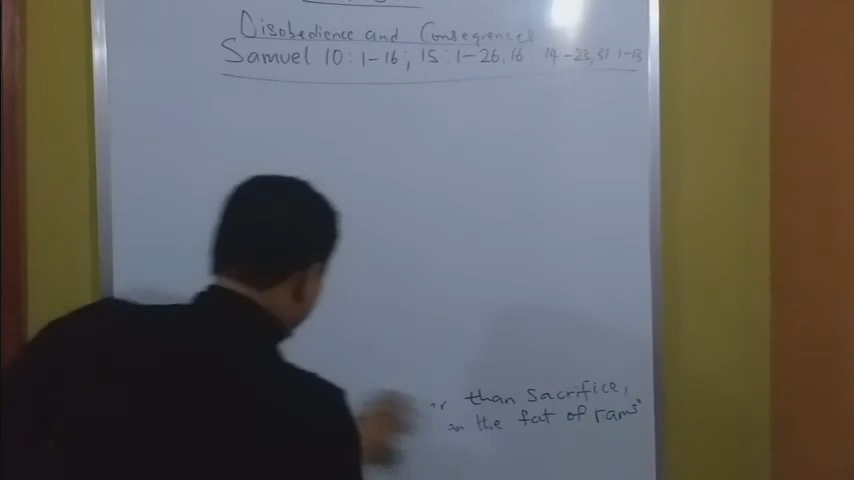 Disobedience and Consequences
Samuel 10:1-16; 15:1-26, 16 14-23, 31 1-13
than sacrifice,
the fat of rams"